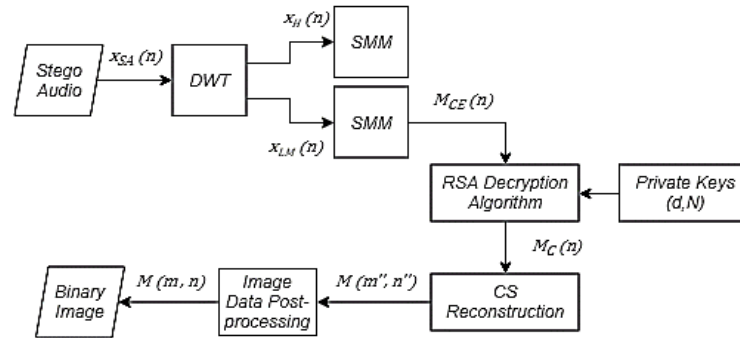 x_H (n)
x_SA (n)
SMM
Stego
Audio
DWT
M_CE (n)
SMM
x_LM (n)
RSA Decryption
Algorithm
Private Keys
(d,N)
M_C (n)
M (m, n)
Image
Data Post-
processing
M (m'', n'')
CS
Reconstruction
Binary
Image